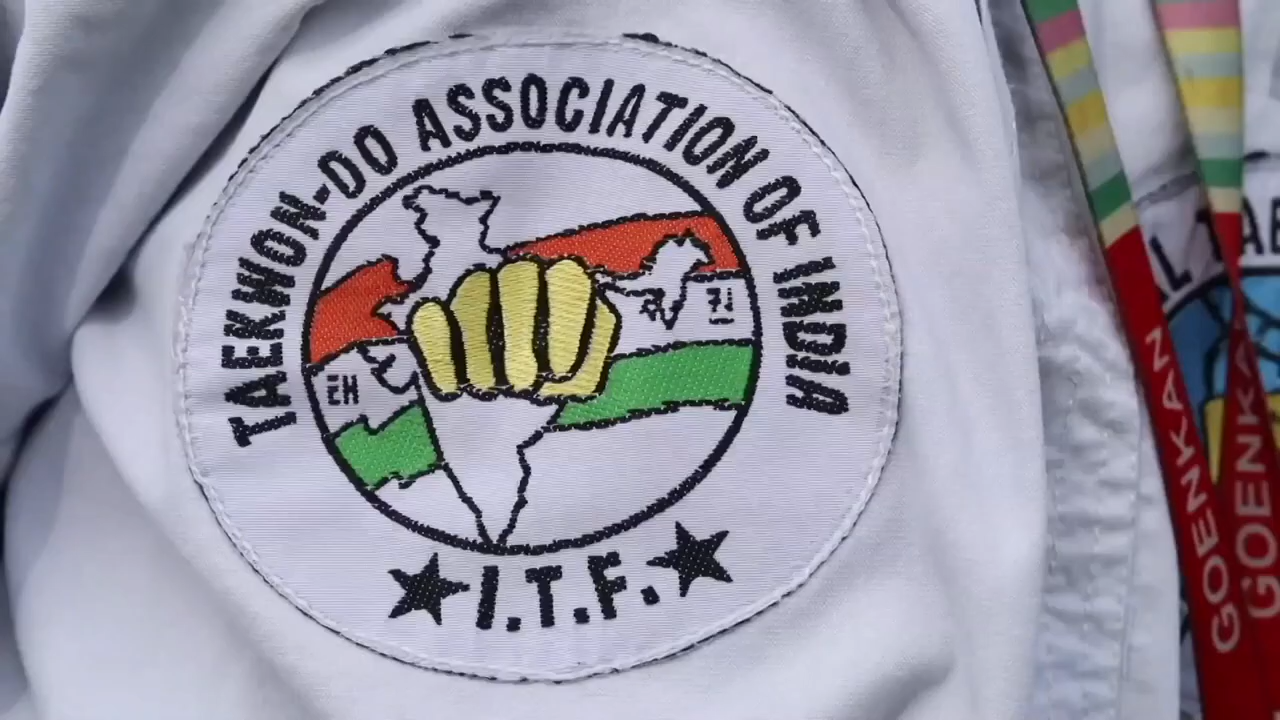 TAEKWON-DO ASSOCIATION OF INDIA
I.T.F.
GOENKAN
GOENKA